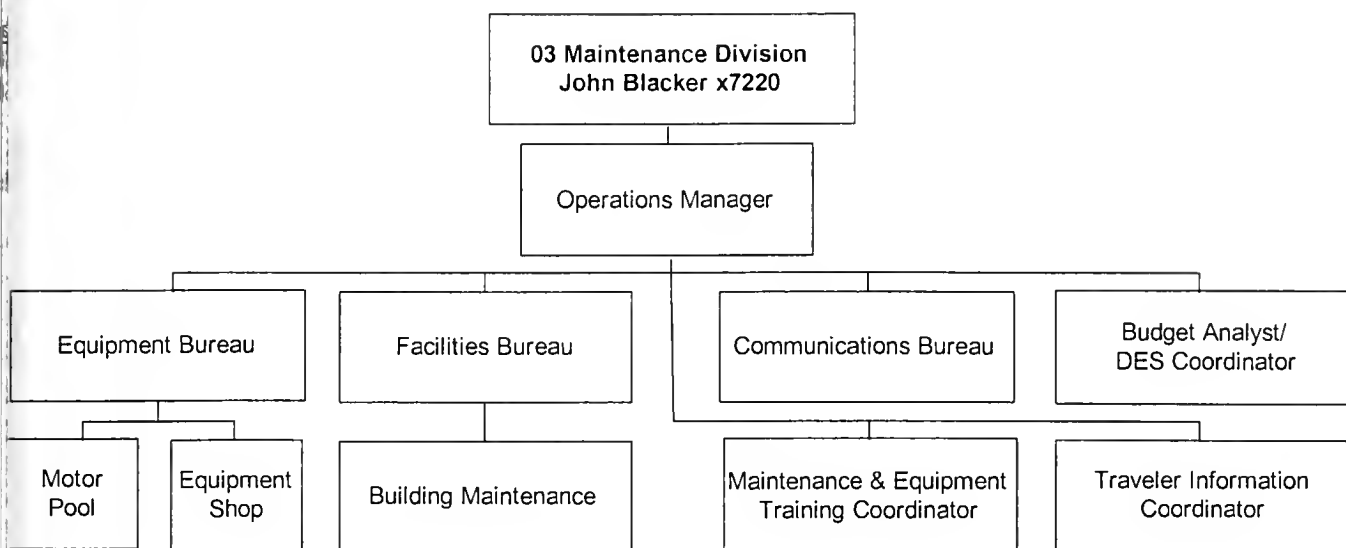 03 Maintenance Division
John Blacker x7220
Operations Manager
Equipment Bureau
Facilities Bureau
Communications Bureau
Budget Analyst/
DES Coordinator
Motor
Pool
Equipment
Shop
Building Maintenance
Maintenance & Equipment
Training Coordinator
Traveler Information
Coordinator